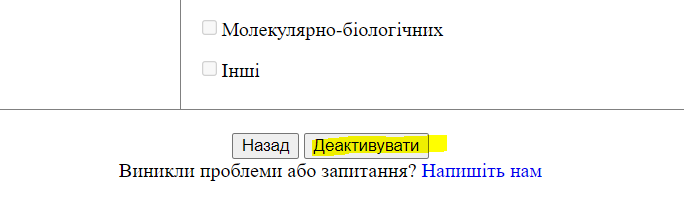 Молекулярно-біологічних
Інші
Назад Деактивувати
Виникли проблеми або запитання? Напишіть нам